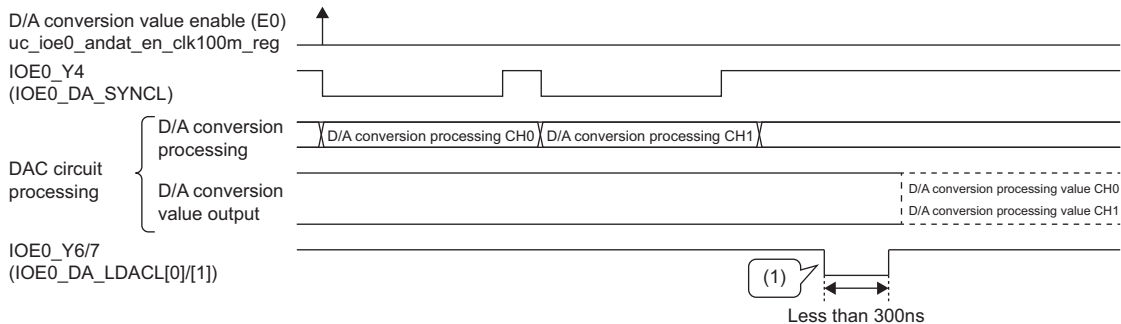 D/A conversion value enable (E0)
uc_ioe0_andat_en_clk100m_reg
IOE0_Y4
(IOE0_DA_SYNCL)
DAC circuit
processing
D/A conversion
processing
D/A conversion processing CH0
D/A conversion processing CH1
D/A conversion
value output
D/A conversion processing value CH0
D/A conversion processing value CH1
IOE0_Y6/7
(IOE0_DA_LDACL[0]/[1])
(1)
Less than 300ns